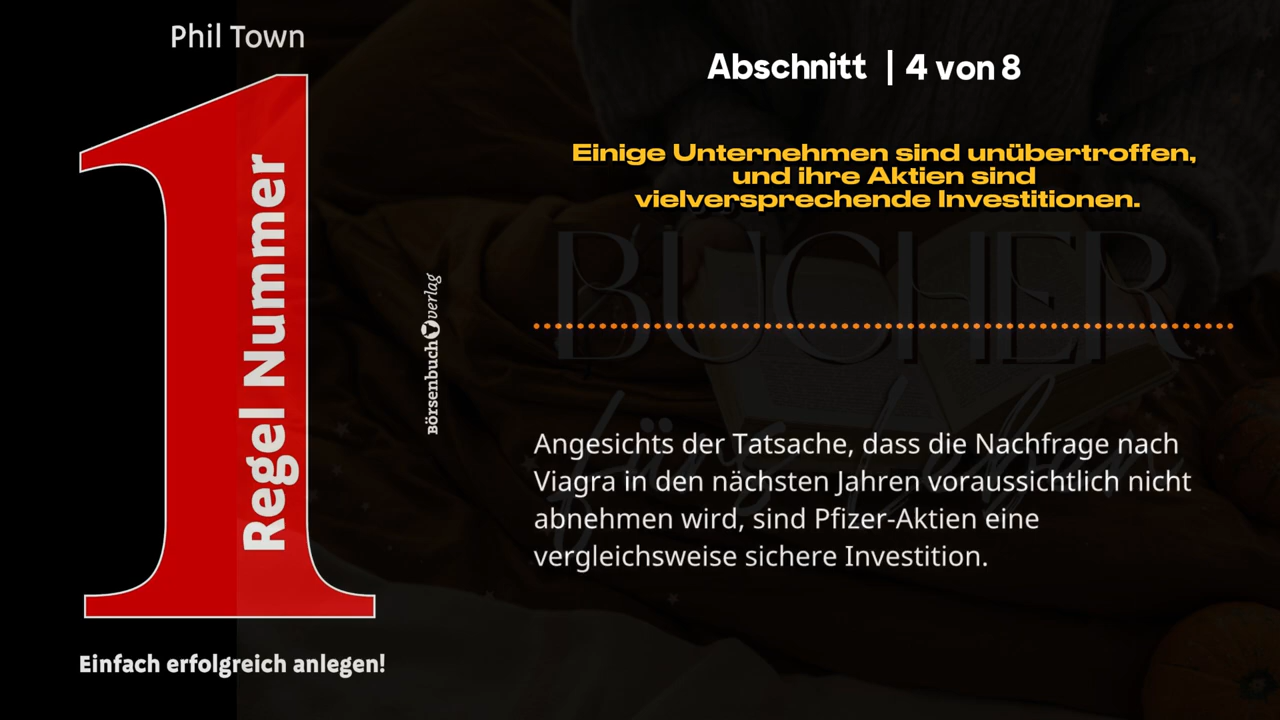 Phil Town
1
Regel Nummer
Einfach erfolgreich anlegen!
Börsenbuchverlag
Abschnitt | 4 von 8
Einige Unternehmen sind unübertroffen,
und ihre Aktien sind
vielversprechende Investitionen.
BÜCHER
fürs Leben
Angesichts der Tatsache, dass die Nachfrage nach
Viagra in den nächsten Jahren voraussichtlich nicht
abnehmen wird, sind Pfizer-Aktien eine
vergleichsweise sichere Investition.